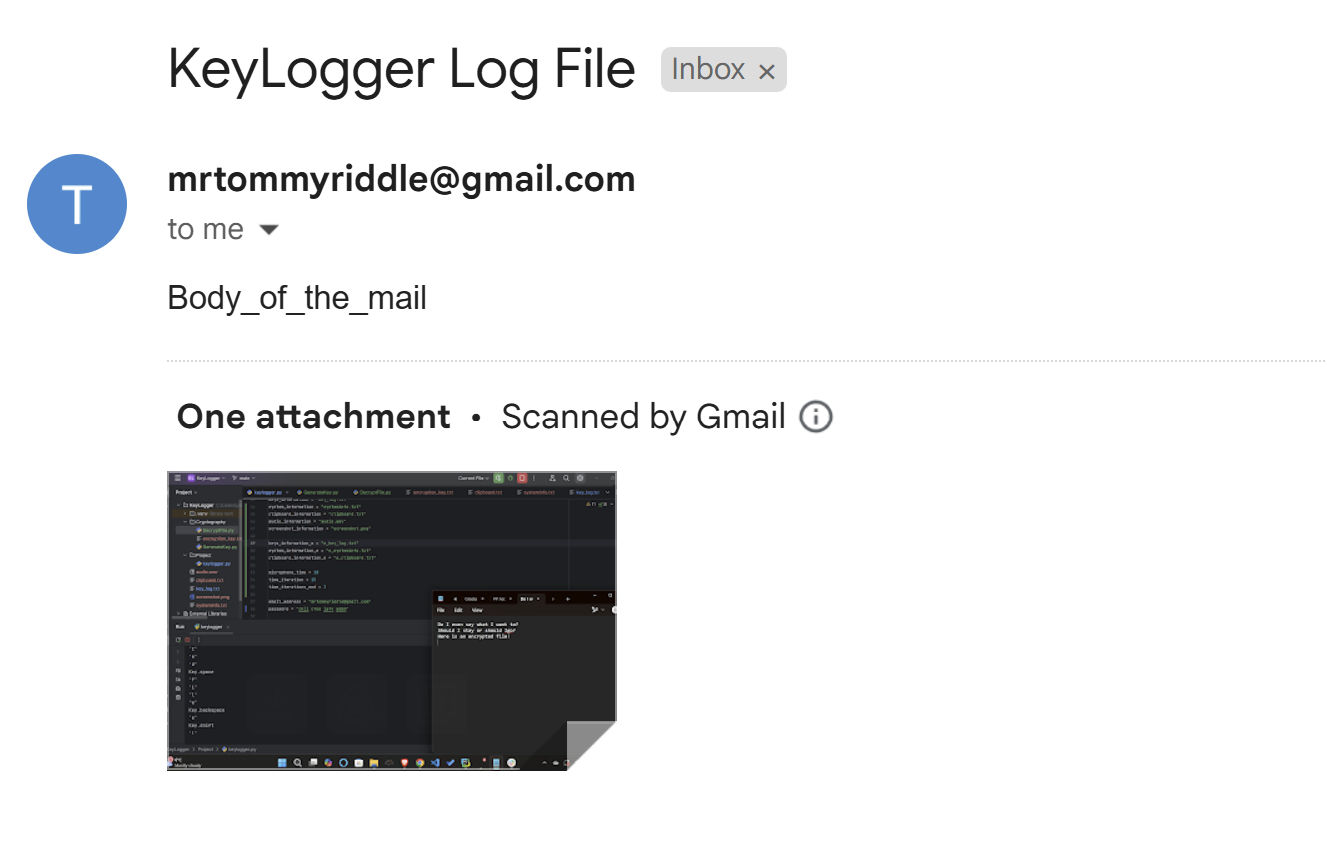 KeyLogger Log File Inbox ×
T
mrtommyriddle@gmail.com
to me
Body_of_the_mail
One attachment • Scanned by Gmail
KeyLogger main
Current File
Project
keylogger.py GenerateKey.py DecryptFile.py encryption_key.txt clipboard.txt systeminfo.txt key_log.txt
KeyLogger
.venv library root
Cryptography
DecryptFile.py
encryption_key.txt
GenerateKey.py
Project
keylogger.py
audio.wav
clipboard.txt
key_log.txt
screenshot.png
systeminfo.txt
External Libraries
system_information = "systeminfo.txt"
clipboard_information = "clipboard.txt"
audio_information = "audio.wav"
screenshot_information = "screenshot.png"
keys_information_e = "e_key_log.txt"
system_information_e = "e_systeminfo.txt"
clipboard_information_e = "e_clipboard.txt"
microphone_time = 10
time_iteration = 15
time_iterations_end = 3
email_address = "mrtommyriddle@gmail.com"
File Edit View
Do I even say what I want to?
Should I stay or should Igor
Here is an encrypted file!
Run keylogger
Key.space
Key.backspace
Key.shift
KeyLogger Project keylogger.py
Mostly cloudy